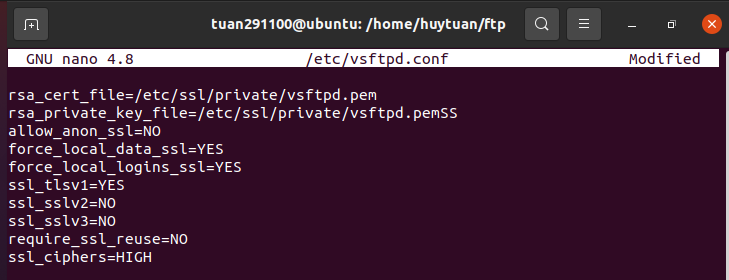 tuan291100@ubuntu: /home/huytuan/ftp
GNU nano 4.8 /etc/vsftpd.conf Modified
rsa_cert_file=/etc/ssl/private/vsftpd.pem
rsa_private_key_file=/etc/ssl/private/vsftpd.pemSS
allow_anon_ssl=NO
force_local_data_ssl=YES
force_local_logins_ssl=YES
ssl_tlsv1=YES
ssl_sslv2=NO
ssl_sslv3=NO
require_ssl_reuse=NO
ssl_ciphers=HIGH